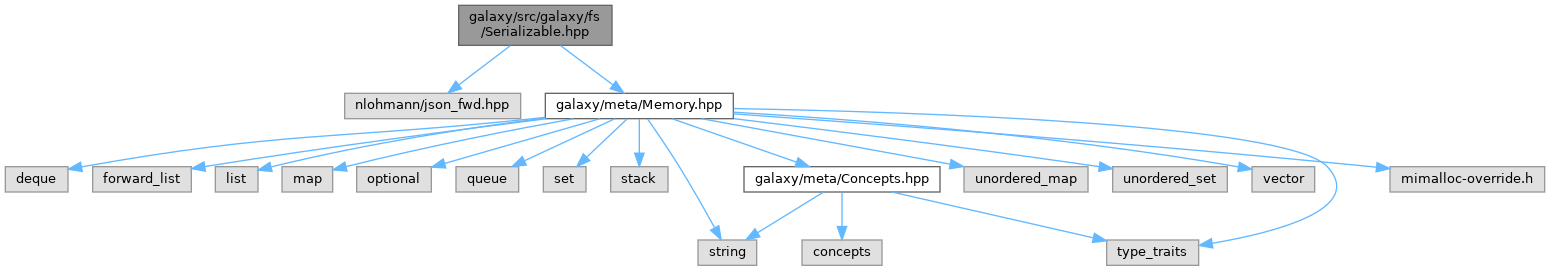 galaxy/src/galaxy/fs
/Serializable.hpp
nlohmann/json_fwd.hpp
galaxy/meta/Memory.hpp
deque
forward_list
list
map
optional
queue
set
stack
galaxy/meta/Concepts.hpp
unordered_map
unordered_set
vector
mimalloc-override.h
string
concepts
type_traits